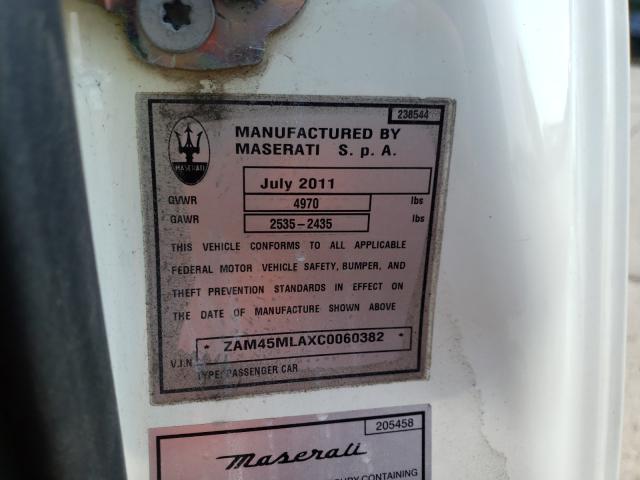 238544
MASERATI
MANUFACTURED BY
MASERATI S. p. A.
July 2011
GVWR 4970 lbs
GAWR 2535-2435 lbs
THIS VEHICLE CONFORMS TO ALL APPLICABLE
FEDERAL MOTOR VEHICLE SAFETY, BUMPER, AND
THEFT PREVENTION STANDARDS IN EFFECT ON
THE DATE OF MANUFACTURE SHOWN ABOVE
V.I.N * ZAM45MLAXC0060382 *
TYPE: PASSENGER CAR
205458
Maserati
CONTAINING